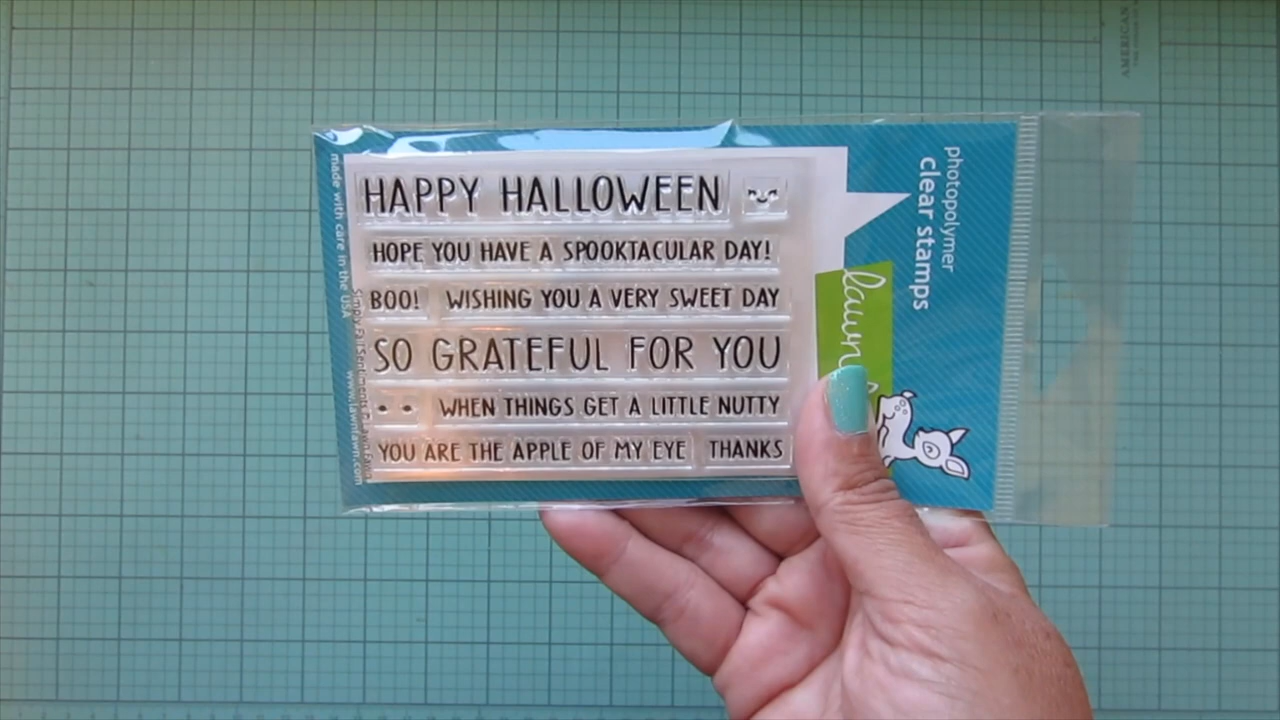 HAPPY HALLOWEEN
HOPE YOU HAVE A SPOOKTACULAR DAY!
BOO! WISHING YOU A VERY SWEET DAY
SO GRATEFUL FOR YOU
WHEN THINGS GET A LITTLE NUTTY
YOU ARE THE APPLE OF MY EYE THANKS
photopolymer
clear stamps
lawn
made with care in the USA
www.lawnfawn.com
AMERICAN